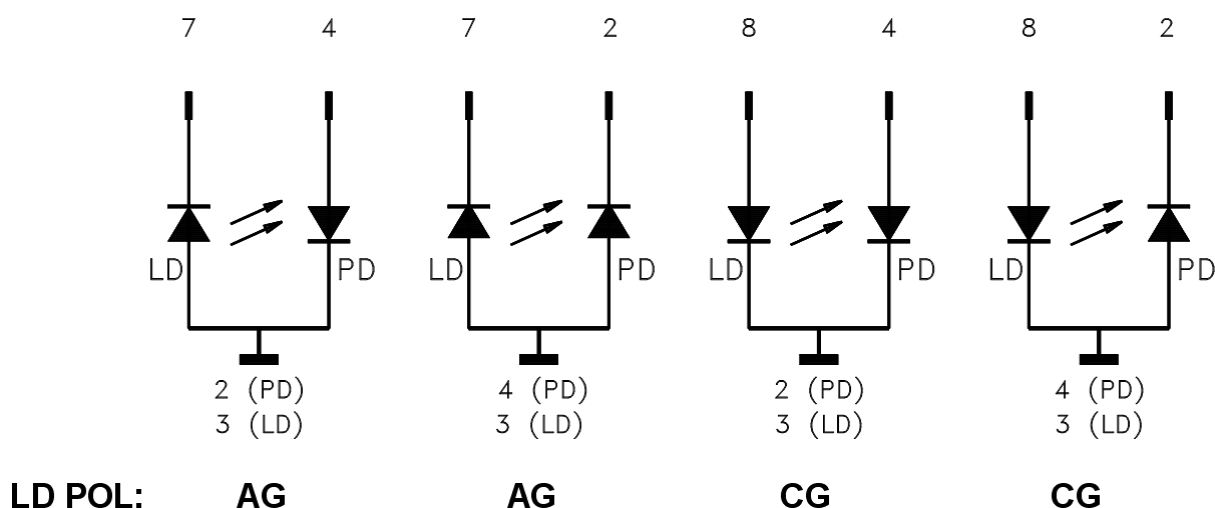 7 4 7 2 8 4 8 2
LD PD LD PD LD PD LD PD
2 (PD) 4 (PD) 2 (PD) 4 (PD)
3 (LD) 3 (LD) 3 (LD) 3 (LD)
LD POL: AG AG CG CG